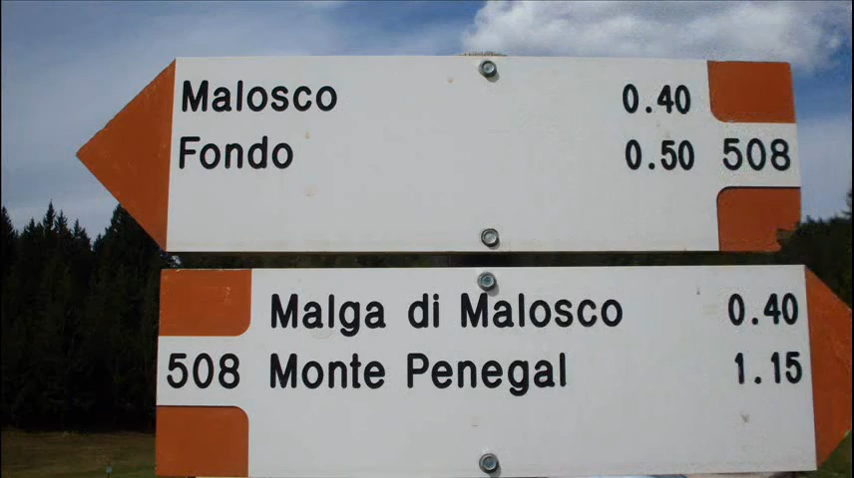 Malosco 0.40
Fondo 0.50 508
Malga di Malosco 0.40
508 Monte Penegal 1.15